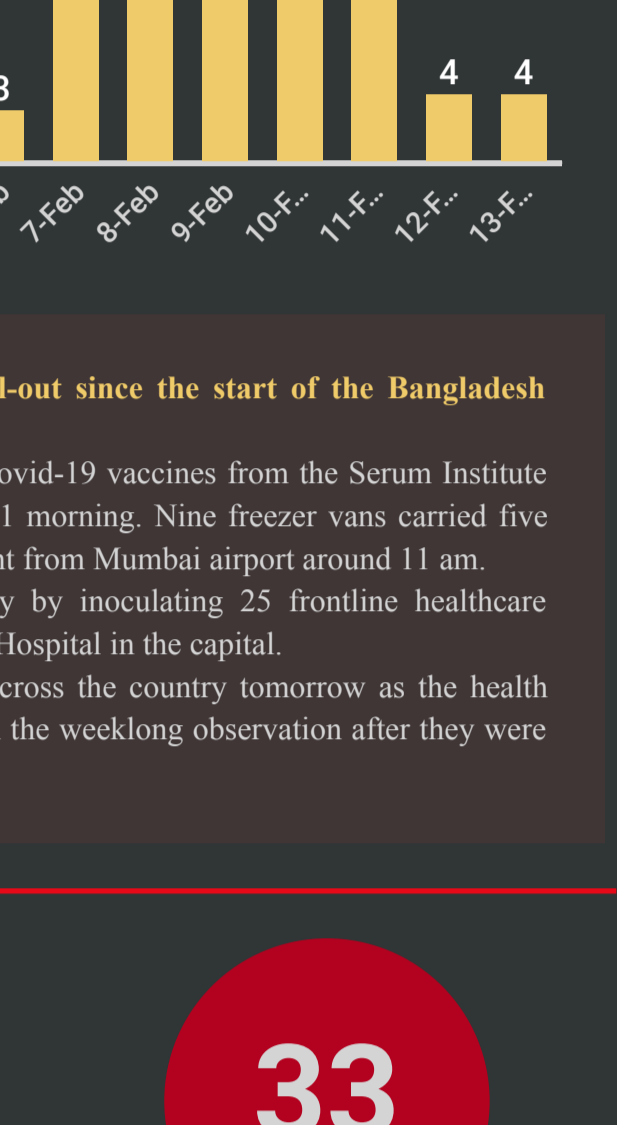 4 4
7-Feb 8-Feb 9-Feb 10-F... 11-F... 12-F... 13-F...
l-out since the start of the Bangladesh
ovid-19 vaccines from the Serum Institute
1 morning. Nine freezer vans carried five
nt from Mumbai airport around 11 am.
y by inoculating 25 frontline healthcare
Hospital in the capital.
cross the country tomorrow as the health
the weeklong observation after they were
33